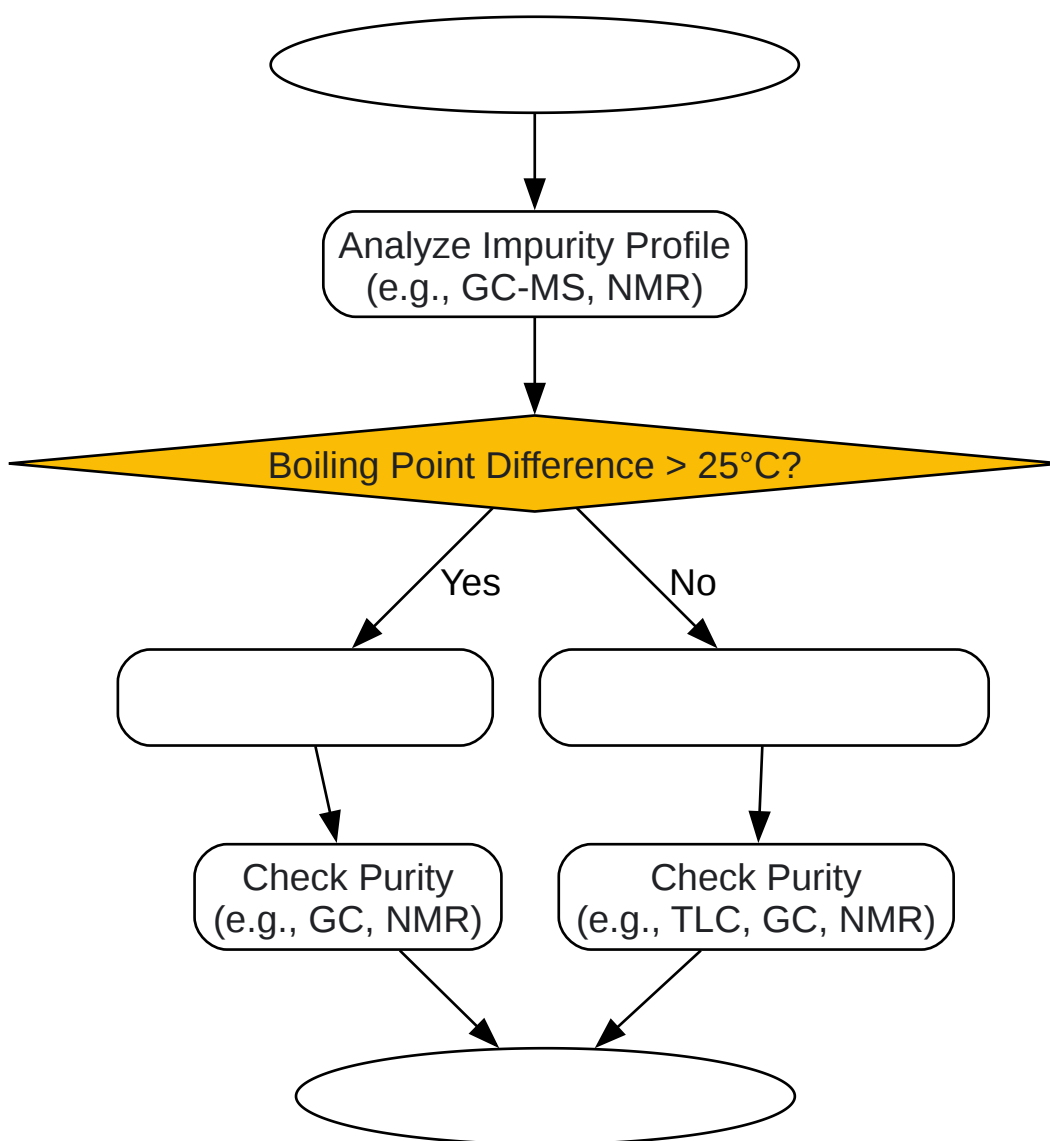 Analyze Impurity Profile
(e.g., GC-MS, NMR)
Boiling Point Difference > 25°C?
Yes
No
Check Purity
(e.g., GC, NMR)
Check Purity
(e.g., TLC, GC, NMR)